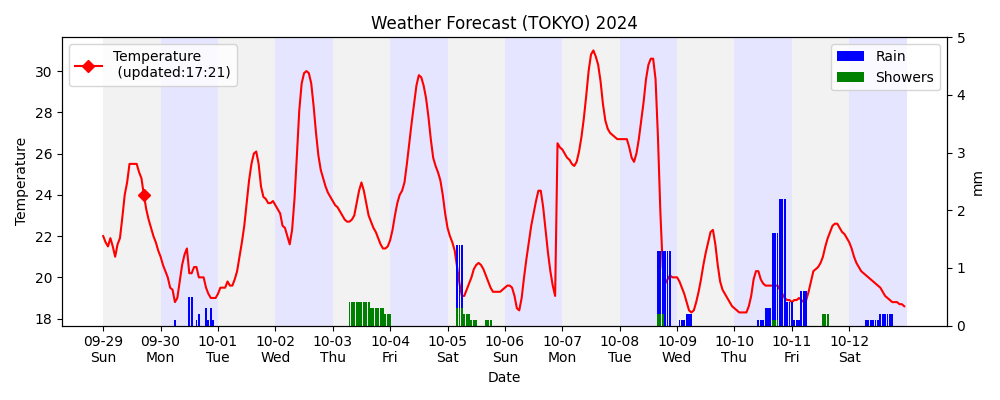 Weather Forecast (TOKYO) 2024
Temperature
(updated:17:21)
Rain
Showers
Temperature
30
28
26
24
22
20
18
5
4
3
2
1
0
mm
09-29 09-30 10-01 10-02 10-03 10-04 10-05 10-06 10-07 10-08 10-09 10-10 10-11 10-12
Sun Mon Tue Wed Thu Fri Sat Sun Mon Tue Wed Thu Fri Sat
Date